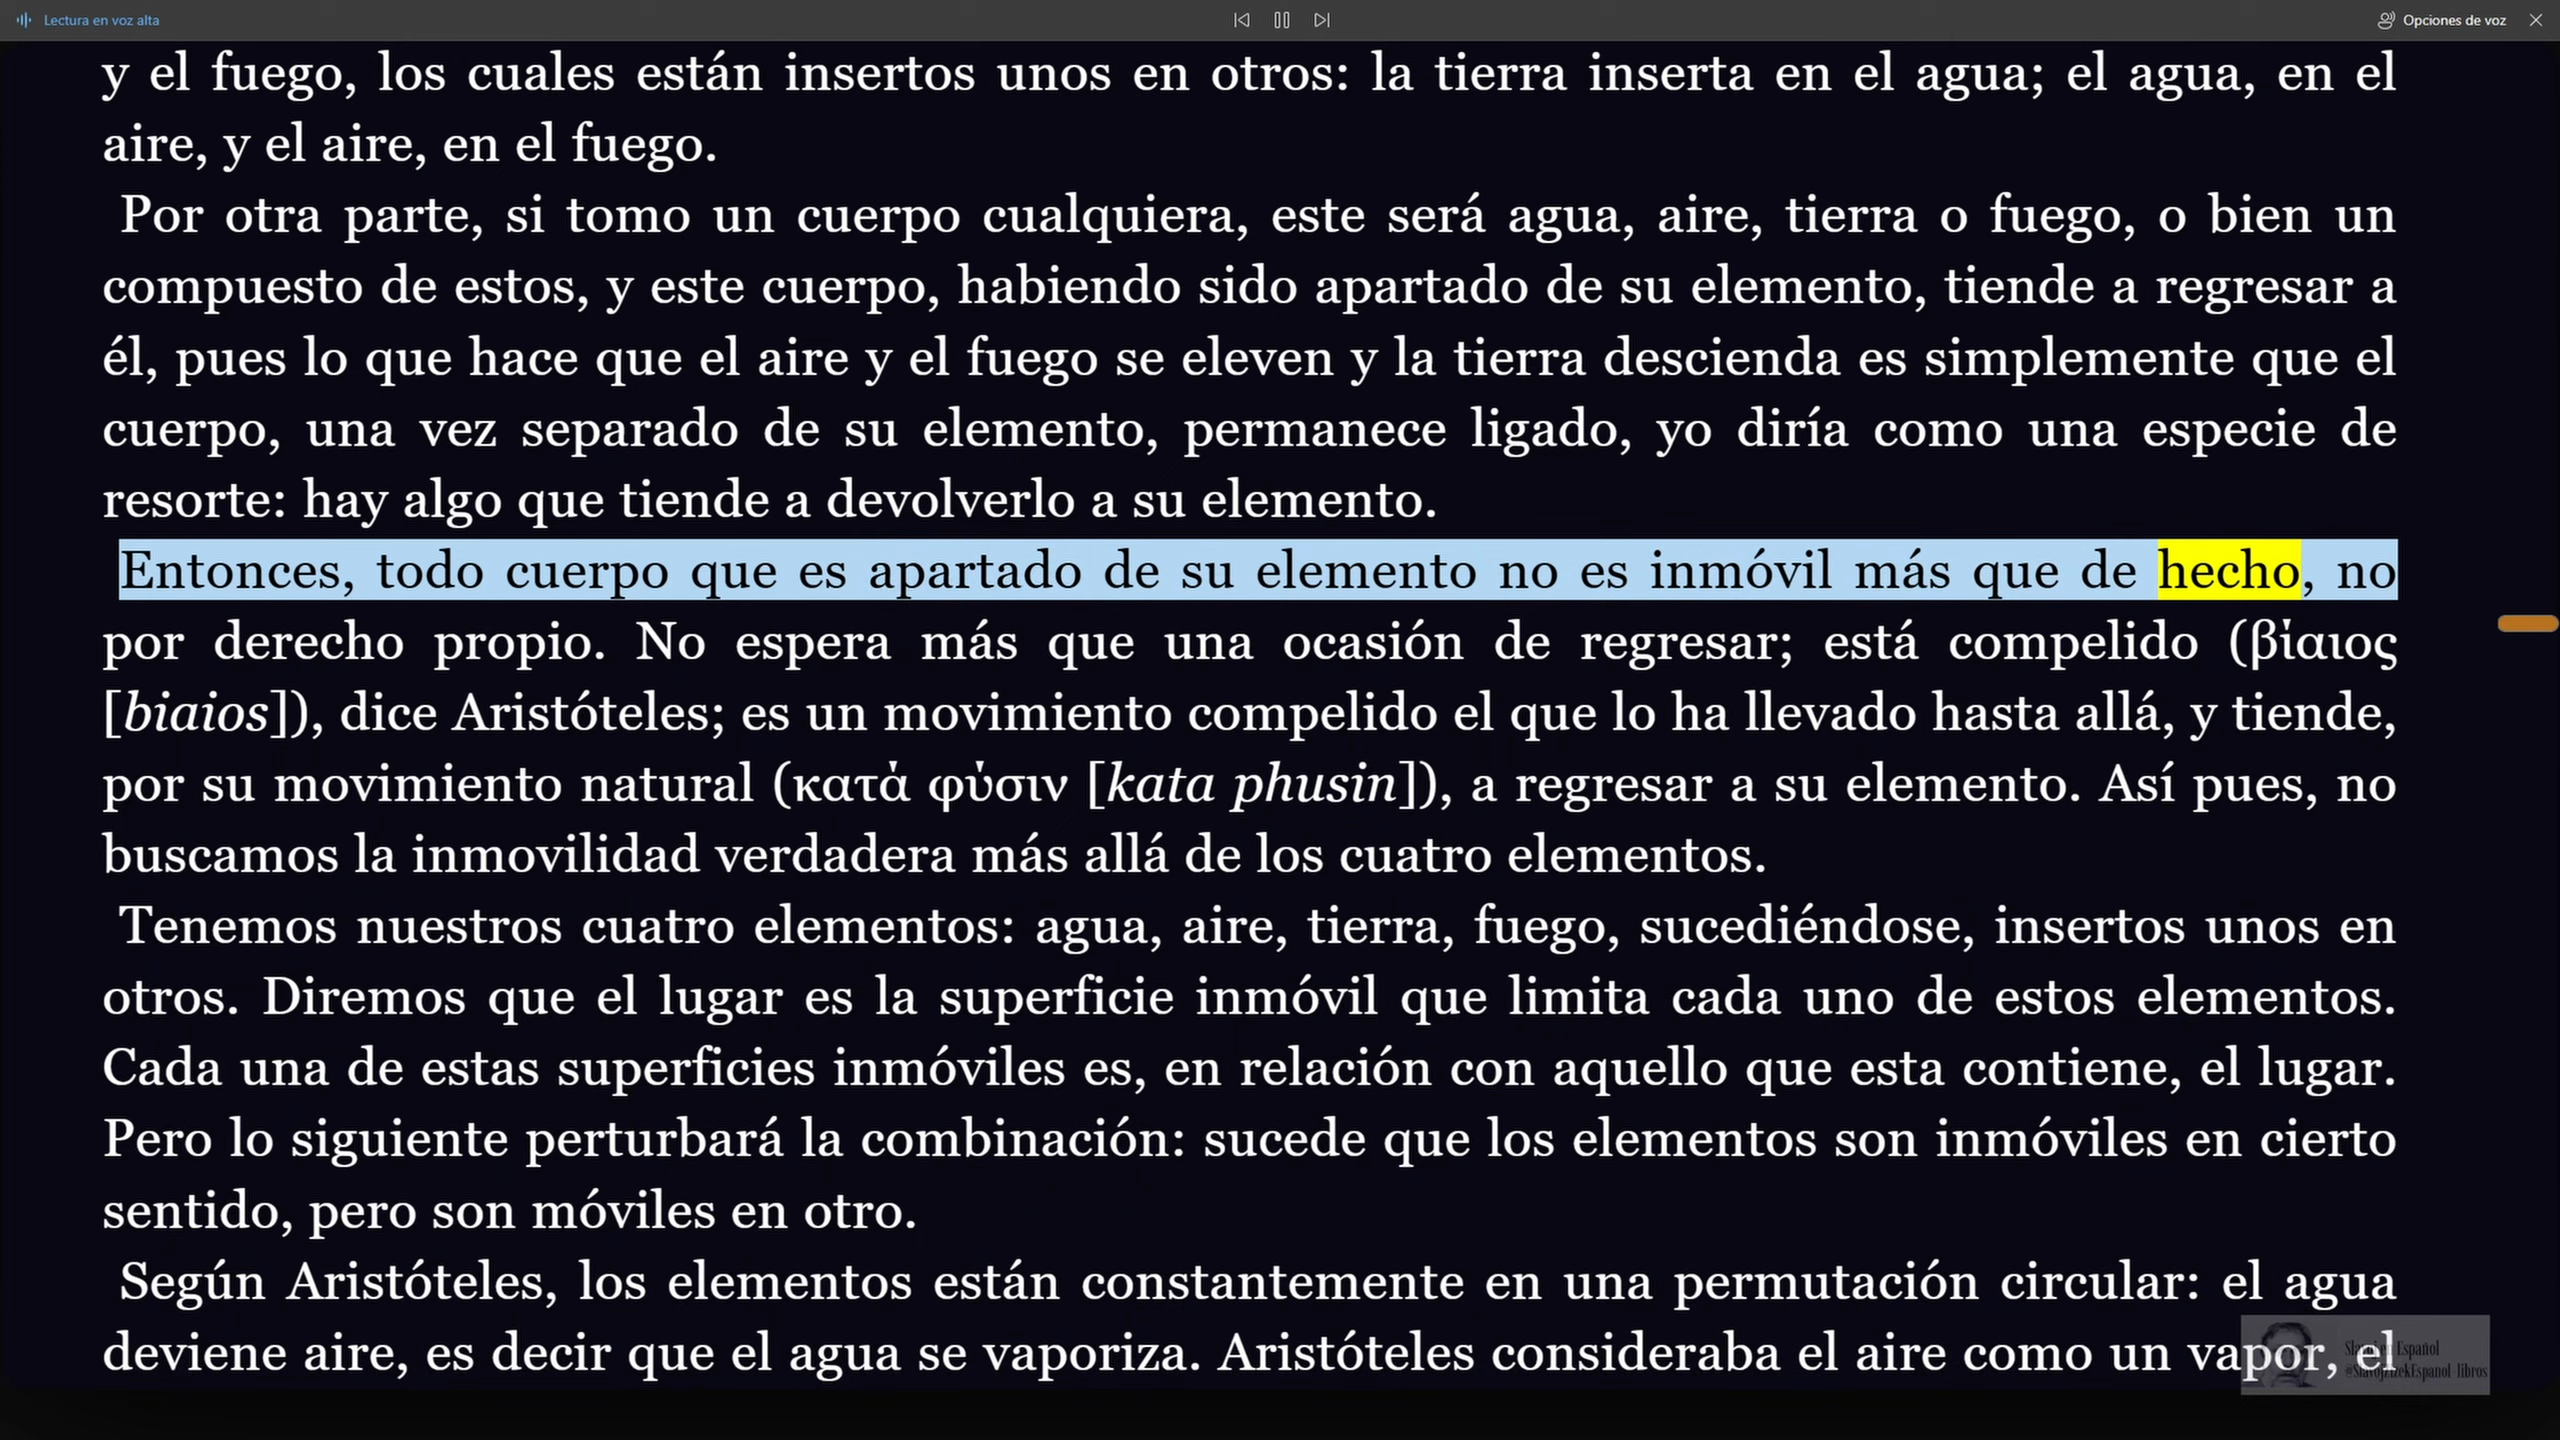 Lectura en voz alta
Opciones de voz
y el fuego, los cuales están insertos unos en otros: la tierra inserta en el agua; el agua, en el
aire, y el aire, en el fuego.
Por otra parte, si tomo un cuerpo cualquiera, este será agua, aire, tierra o fuego, o bien un
compuesto de estos, y este cuerpo, habiendo sido apartado de su elemento, tiende a regresar a
él, pues lo que hace que el aire y el fuego se eleven y la tierra descienda es simplemente que el
cuerpo, una vez separado de su elemento, permanece ligado, yo diría como una especie de
resorte: hay algo que tiende a devolverlo a su elemento.
Entonces, todo cuerpo que es apartado de su elemento no es inmóvil más que de hecho, no
por derecho propio. No espera más que una ocasión de regresar; está compelido (βίαιος
[biaios]), dice Aristóteles; es un movimiento compelido el que lo ha llevado hasta allá, y tiende,
por su movimiento natural (κατὰ φύσιν [kata phusin]), a regresar a su elemento. Así pues, no
buscamos la inmovilidad verdadera más allá de los cuatro elementos.
Tenemos nuestros cuatro elementos: agua, aire, tierra, fuego, sucediéndose, insertos unos en
otros. Diremos que el lugar es la superficie inmóvil que limita cada uno de estos elementos.
Cada una de estas superficies inmóviles es, en relación con aquello que esta contiene, el lugar.
Pero lo siguiente perturbará la combinación: sucede que los elementos son inmóviles en cierto
sentido, pero son móviles en otro.
Según Aristóteles, los elementos están constantemente en una permutación circular: el agua
deviene aire, es decir que el agua se vaporiza. Aristóteles consideraba el aire como un vapor, el
Español
@SlavojZizekEspanol-libros